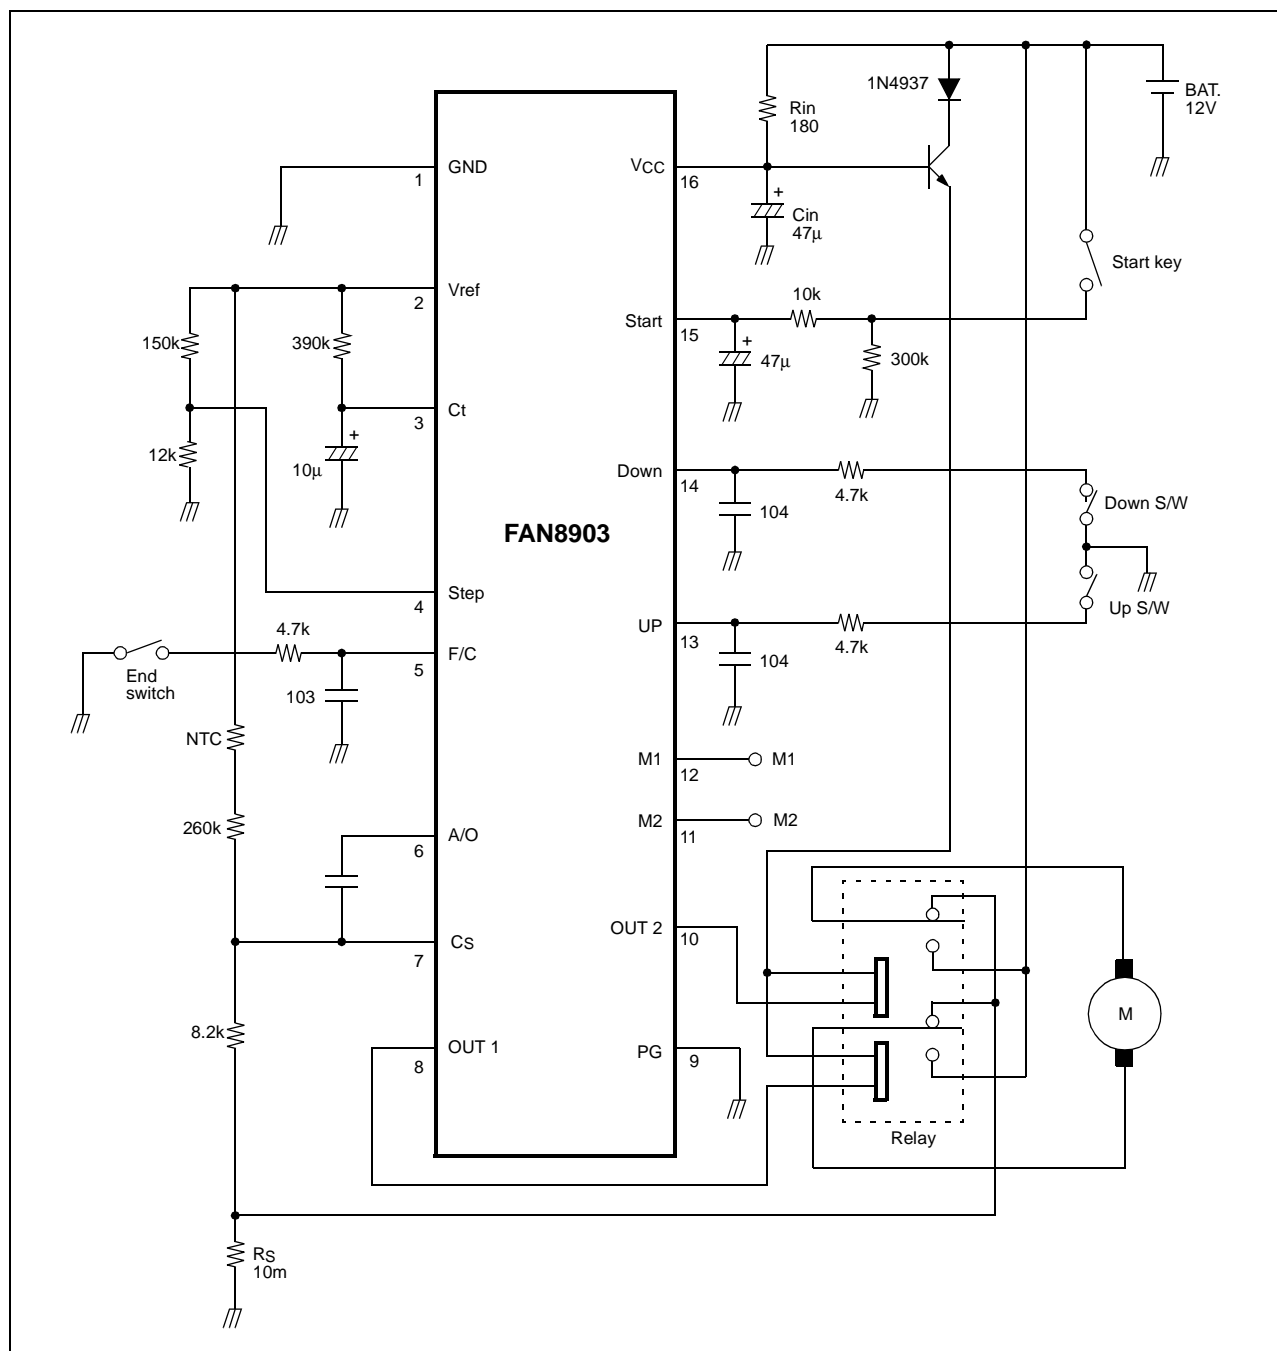 1N4937
BAT.
12V
Rin
180
GND
1
VCC
16
Cin
47μ
Start key
Vref
2
10k
Start
15
150k
390k
47μ
300k
Ct
3
12k
10μ
Down
14
4.7k
104
Down S/W
FAN8903
Step
4
Up S/W
UP
13
4.7k
104
4.7k
F/C
5
End
switch
103
NTC
M1
12
M1
M2
11
M2
260k
A/O
6
OUT 2
10
CS
7
8.2k
M
OUT 1
8
PG
9
Relay
RS
10m